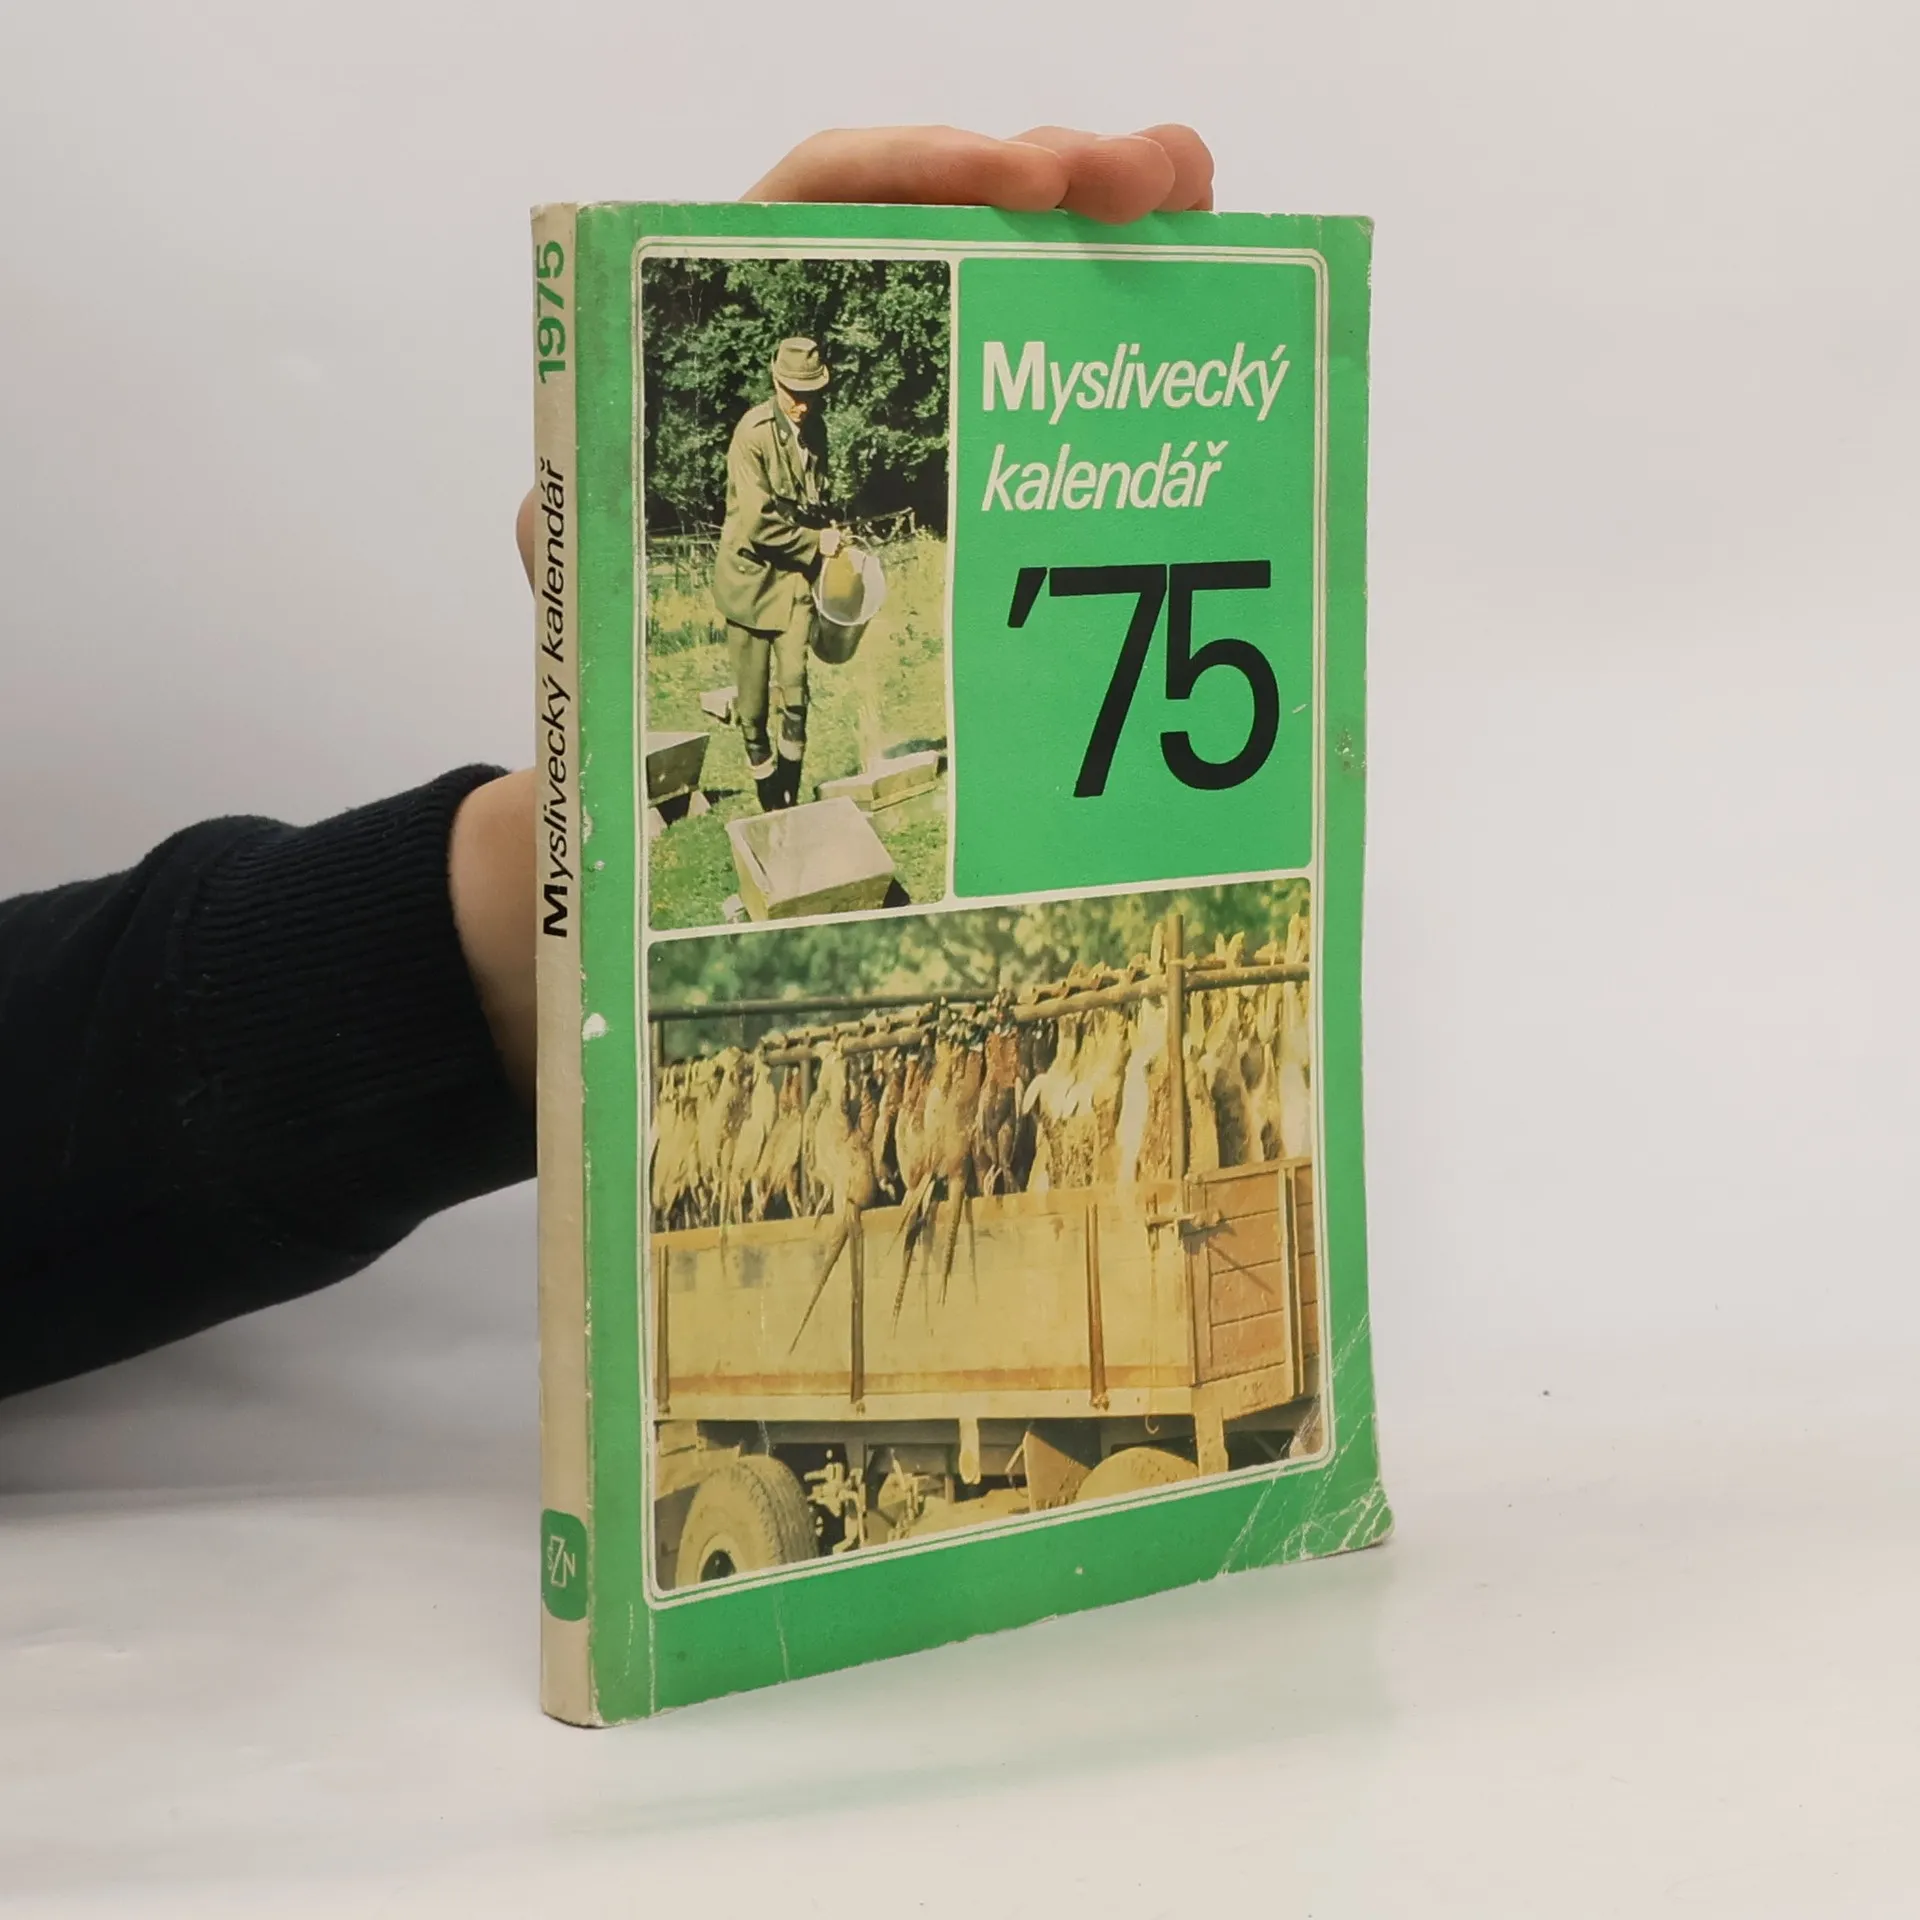 Myslivecký
kalendář
'75
Myslivecký kalendář 1975
SZN